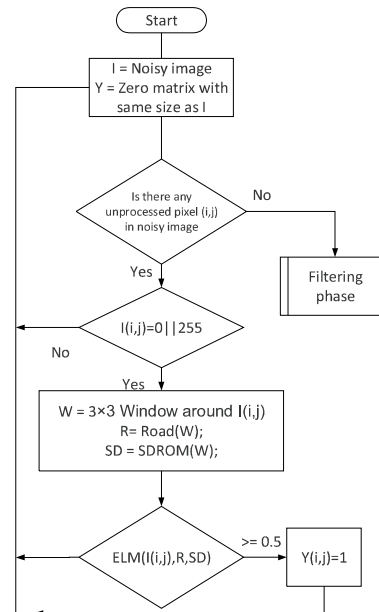 Start
I = Noisy image
Y = Zero matrix with
same size as I
Is there any
unprocessed pixel (i,j)
in noisy image
No
Yes
Filtering
phase
I(i,j)=0||255
No
Yes
W = 3×3 Window around I(i,j)
R= Road(W);
SD = SDROM(W);
ELM(I(i,j),R,SD)
>= 0.5
Y(i,j)=1